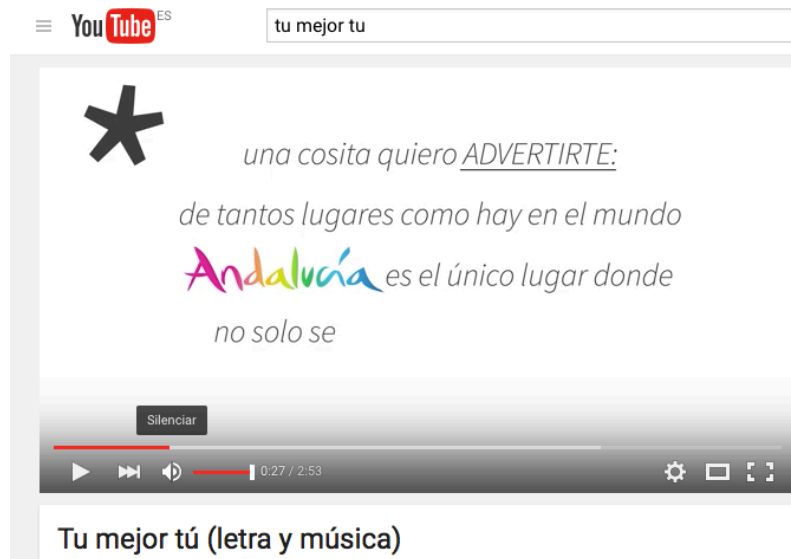 YouTube ES
tu mejor tu
una cosita quiero ADVERTIRTE:
de tantos lugares como hay en el mundo
Andalucía es el único lugar donde
no solo se
Silenciar
0:27 / 2:53
Tu mejor tú (letra y música)